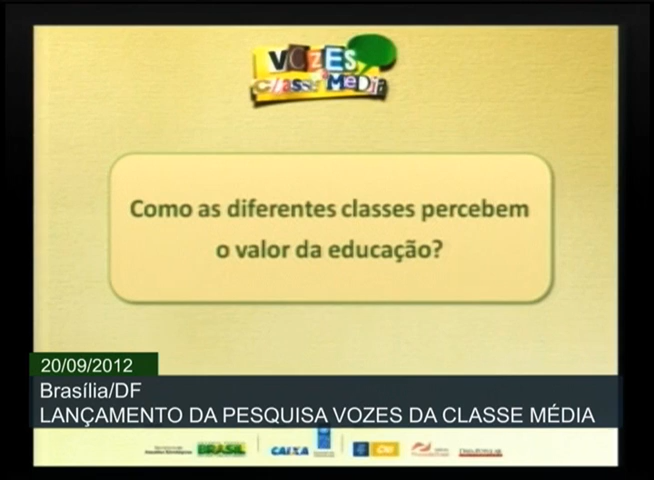 VOZES
da
Classe Média
Como as diferentes classes percebem
o valor da educação?
20/09/2012
Brasília/DF
LANÇAMENTO DA PESQUISA VOZES DA CLASSE MÉDIA
BRASIL
CAIXA